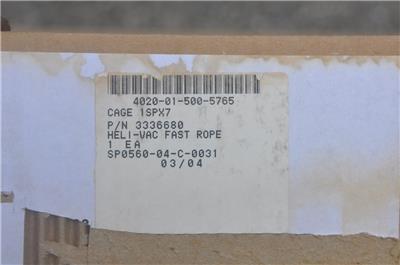 4020-01-500-5765
CAGE 1SPX7
P/N 3336680
HELI-VAC FAST ROPE
1 EA
SP0560-04-C-0031
03/04